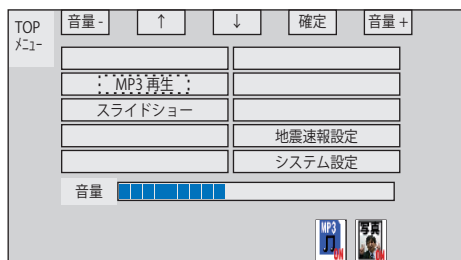 TOP
メニュー
音量 -
↑
↓
確定
音量 +
MP3 再生
スライドショー
地震速報設定
システム設定
音量
MP3
ON
写真
ON